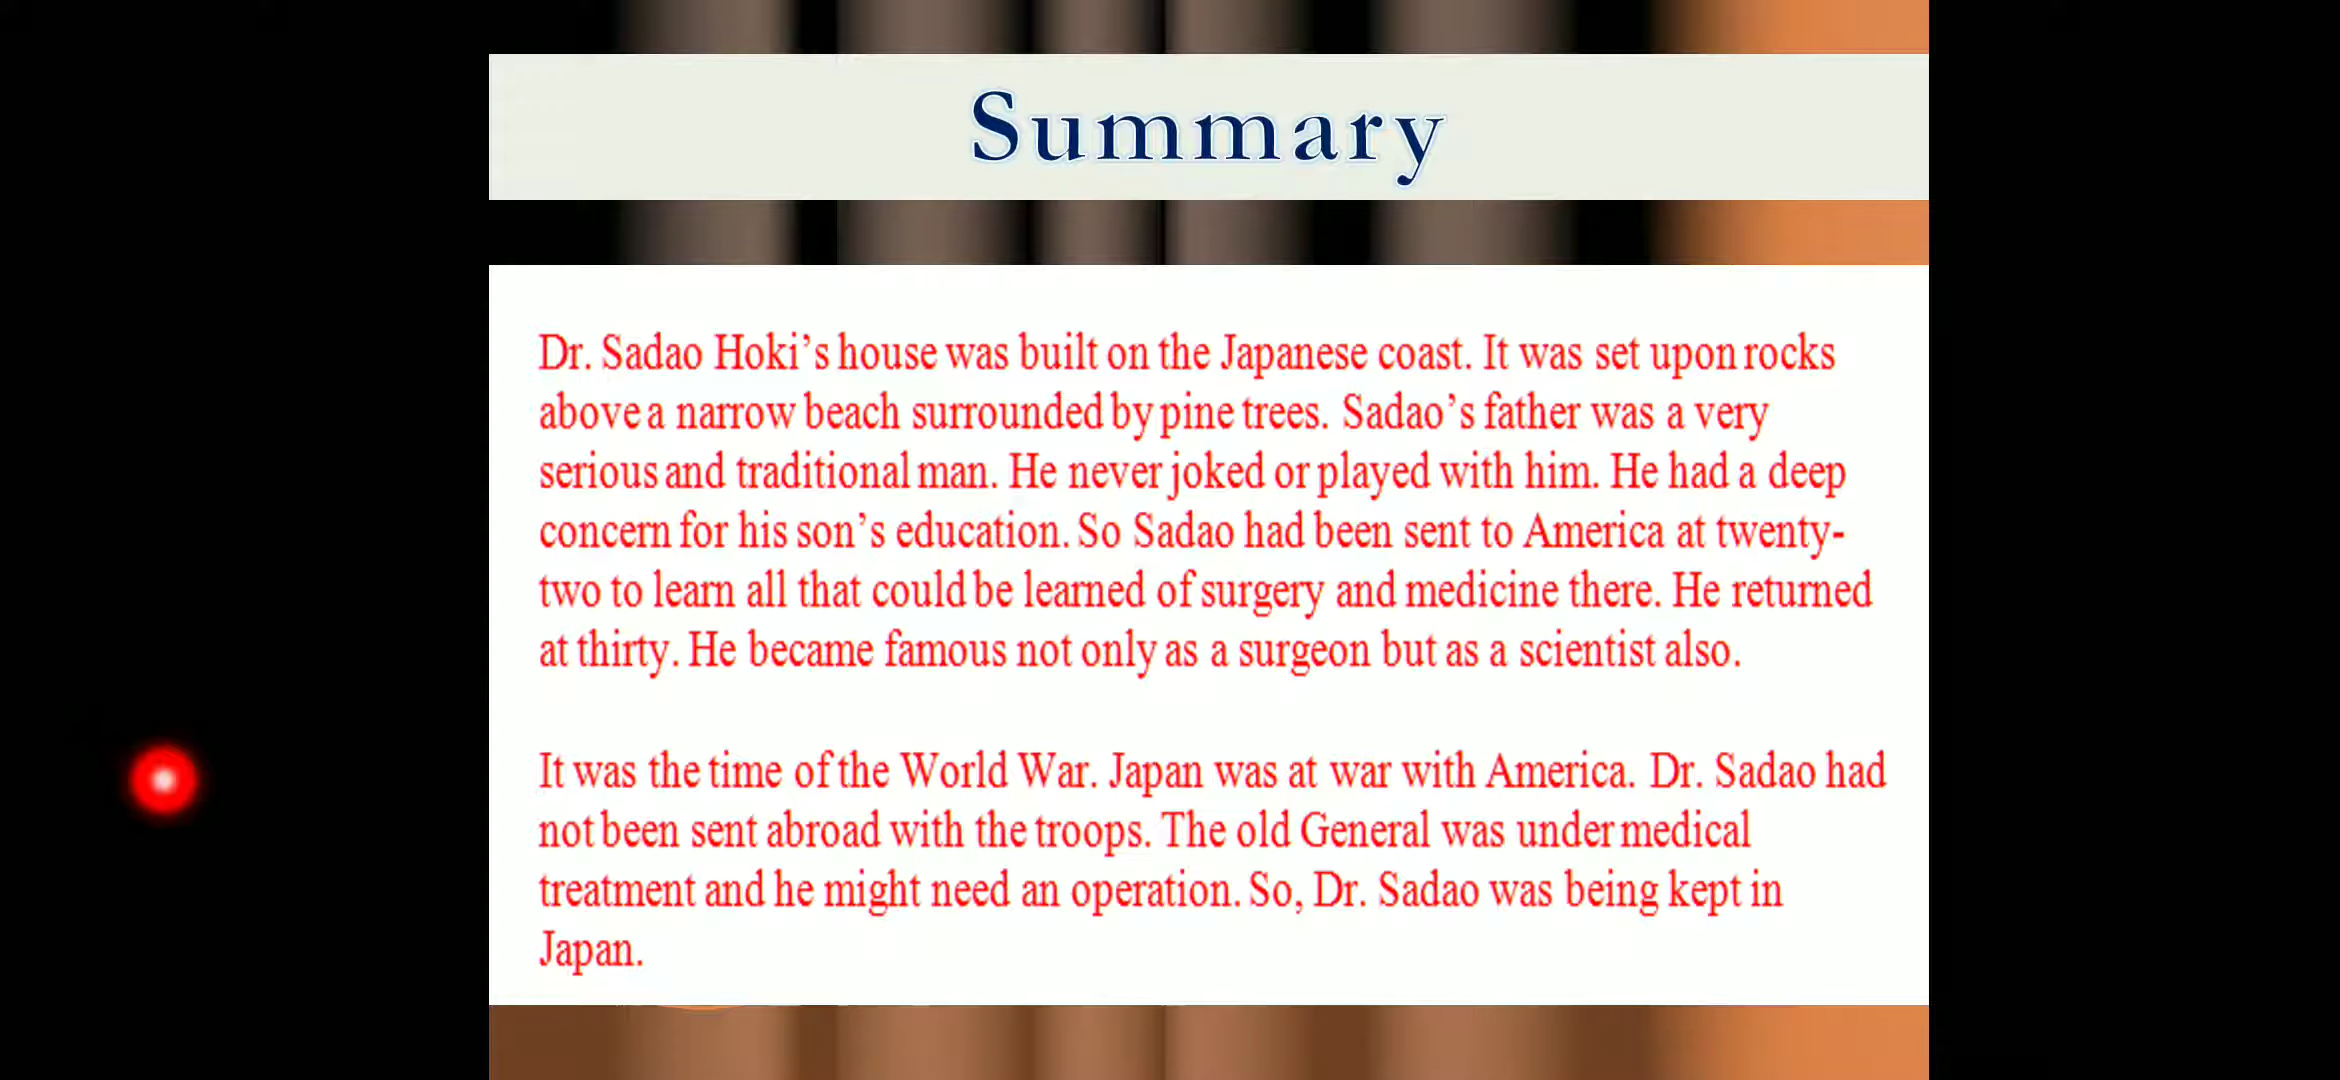 Summary
Dr. Sadao Hoki’s house was built on the Japanese coast. It was set upon rocks
above a narrow beach surrounded by pine trees. Sadao’s father was a very
serious and traditional man. He never joked or played with him. He had a deep
concern for his son’s education. So Sadao had been sent to America at twenty-
two to learn all that could be learned of surgery and medicine there. He returned
at thirty. He became famous not only as a surgeon but as a scientist also.
It was the time of the World War. Japan was at war with America. Dr. Sadao had
not been sent abroad with the troops. The old General was under medical
treatment and he might need an operation. So, Dr. Sadao was being kept in
Japan.